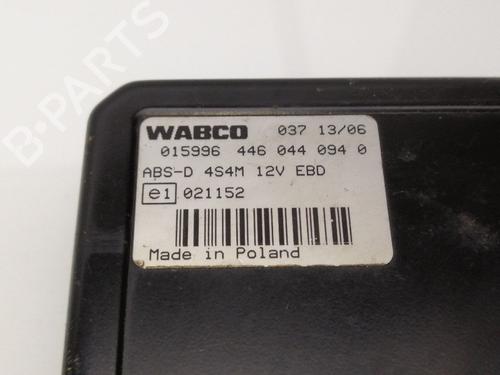 B-PARTS
WABCO 037 13/06
015996 446 044 094 0
ABS-D 4S4M 12V EBD
e1 021152
Made in Poland